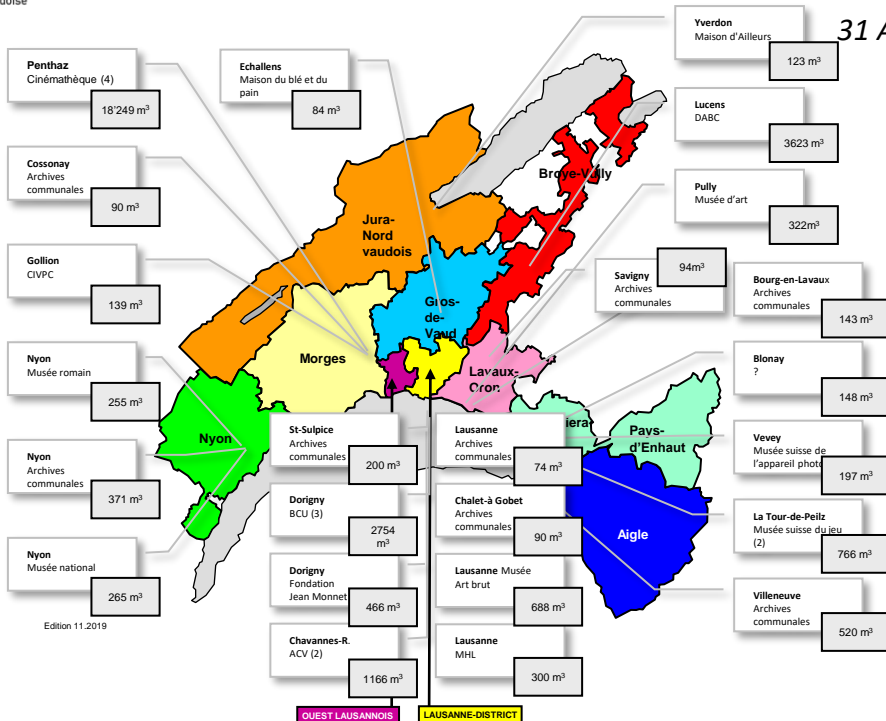 31 A
Penthaz
Cinémathèque (4)
18'249 m³
Echallens
Maison du blé et du
pain
84 m³
Yverdon
Maison d'Ailleurs
123 m³
Lucens
DABC
3623 m³
Cossonay
Archives
communales
90 m³
Pully
Musée d'art
322m³
Gollion
CIVPC
139 m³
Savigny
Archives
communales
94m³
Bourg-en-Lavaux
Archives
communales
143 m³
Nyon
Musée romain
255 m³
Blonay
?
148 m³
Nyon
Archives
communales
371 m³
Vevey
Musée suisse de
l'appareil photo
197 m³
Nyon
Musée national
265 m³
La Tour-de-Peilz
Musée suisse du jeu
(2)
766 m³
Villeneuve
Archives
communales
520 m³
St-Sulpice
Archives
communales
200 m³
Lausanne
Archives
communales
74 m³
Dorigny
BCU (3)
2754
m³
Chalet-à Gobet
Archives
communales
90 m³
Dorigny
Fondation
Jean Monnet
466 m³
Lausanne Musée
Art brut
688 m³
Chavannes-R.
ACV (2)
1166 m³
Lausanne
MHL
300 m³
Broye-Vully
Jura-
Nord
vaudois
Gros-
de-
Vaud
Morges
Lavaux-
Oron
Nyon
iera
Pays-
d'Enhaut
Aigle
Edition 11.2019
OUEST LAUSANNOIS
LAUSANNE-DISTRICT